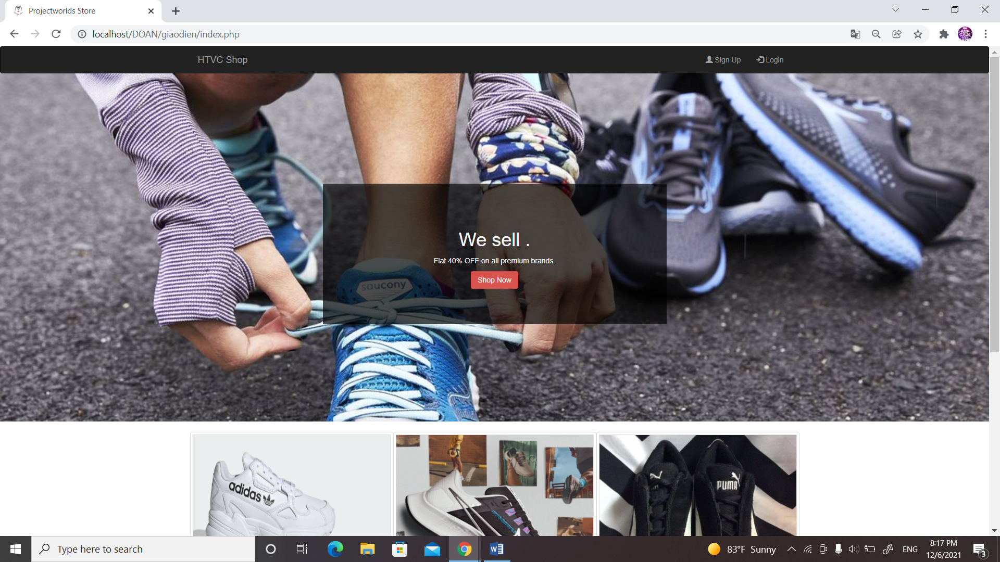 Projectworlds Store
localhost/DOAN/giaodien/index.php
HTVC Shop
Sign Up
Login
We sell .
Flat 40% OFF on all premium brands.
Shop Now
saucony
adidas
PUMA
Type here to search
83°F Sunny
ENG
8:17 PM
12/6/2021
3